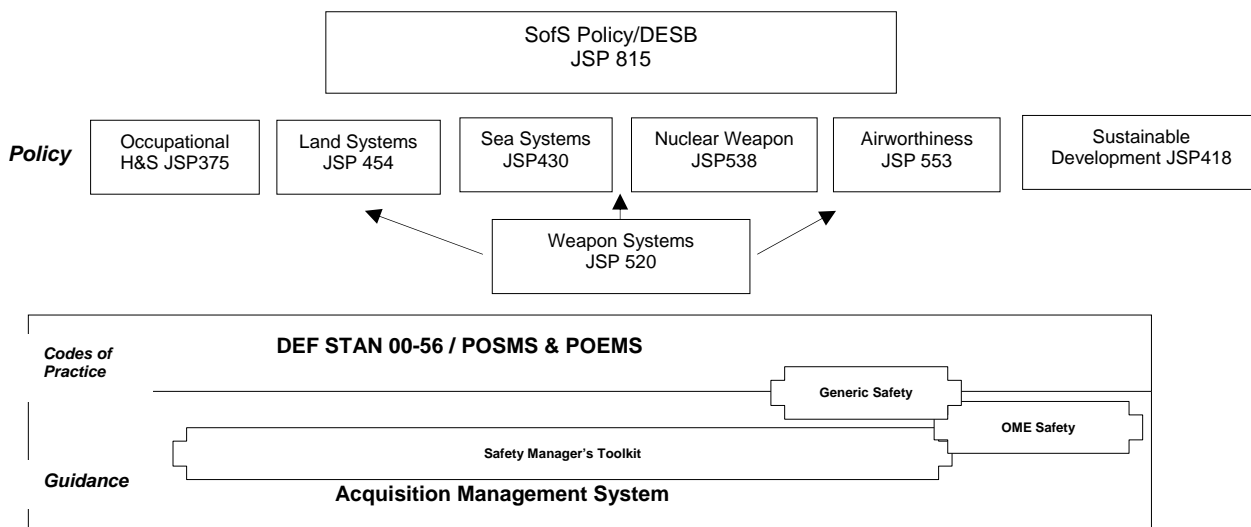 SofS Policy/DESB
JSP 815
Policy
Occupational
H&S JSP375
Land Systems
JSP 454
Sea Systems
JSP430
Nuclear Weapon
JSP538
Airworthiness
JSP 553
Sustainable
Development JSP418
Weapon Systems
JSP 520
Codes of
Practice
DEF STAN 00-56 / POSMS & POEMS
Generic Safety
OME Safety
Safety Manager's Toolkit
Guidance
Acquisition Management System